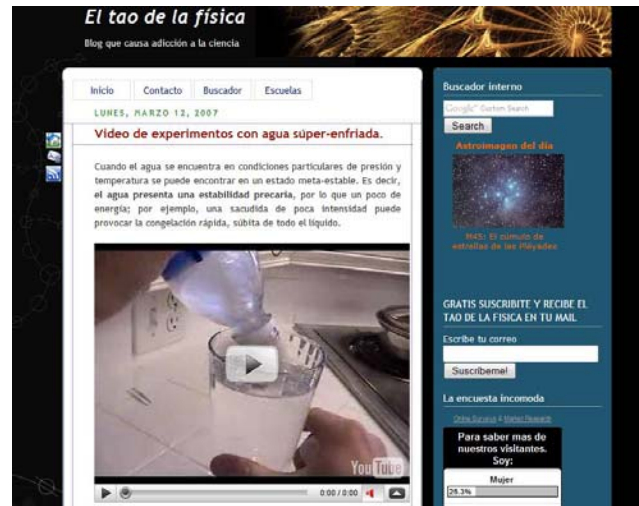 El tao de la física
Blog que causa adicción a la ciencia
Inicio Contacto Buscador Escuelas
LUNES, MARZO 12, 2007
Video de experimentos con agua súper-enfriada.
Cuando el agua se encuentra en condiciones particulares de presión y
temperatura se puede encontrar en un estado meta-estable. Es decir,
el agua presenta una estabilidad precaria, por lo que un poco de
energía; por ejemplo, una sacudida de poca intensidad puede
provocar la congelación rápida, súbita de todo el líquido.
YouTube
0:00 / 0:00
Buscador interno
Google™ Custom Search
Search
Astroimagen del día
M45: El cúmulo de
estrellas de las Pléyades
GRATIS SUSCRIBITE Y RECIBE EL
TAO DE LA FISICA EN TU MAIL
Escribe tu correo
Suscribeme!
La encuesta incomoda
Online Surveys & Market Research
Para saber mas de
nuestros visitantes.
Soy:
Mujer
28.3%